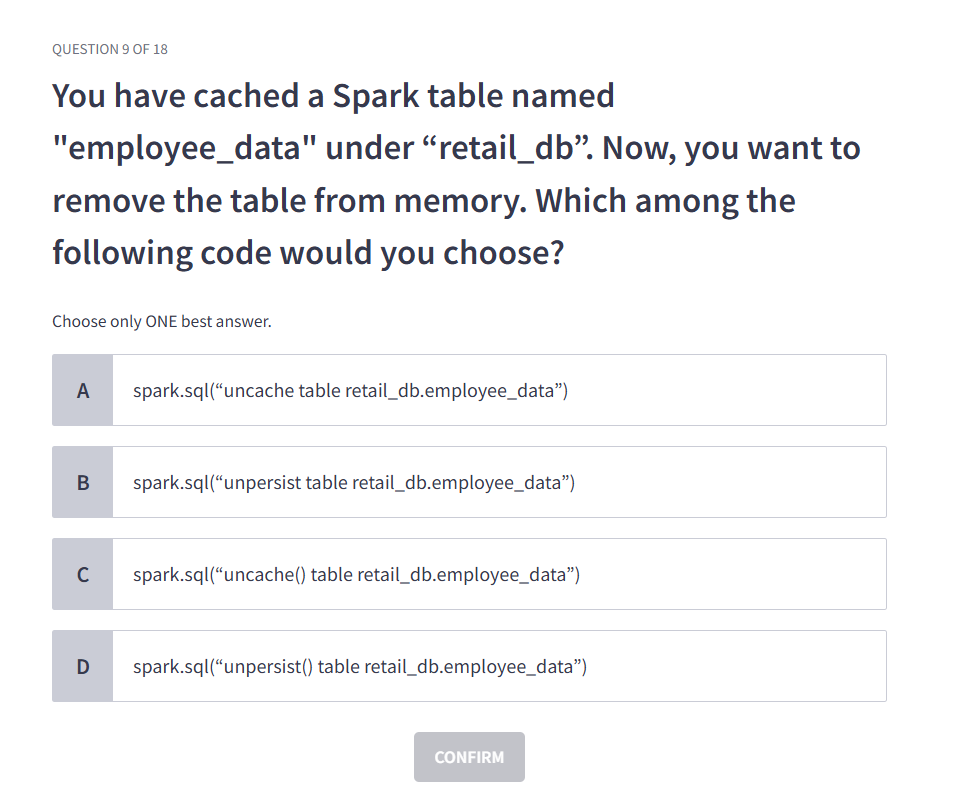 QUESTION 9 OF 18
You have cached a Spark table named
"employee_data" under “retail_db”. Now, you want to
remove the table from memory. Which among the
following code would you choose?
Choose only ONE best answer.
A
spark.sql(“uncache table retail_db.employee_data”)
B
spark.sql(“unpersist table retail_db.employee_data”)
C
spark.sql(“uncache() table retail_db.employee_data”)
D
spark.sql(“unpersist() table retail_db.employee_data”)
CONFIRM